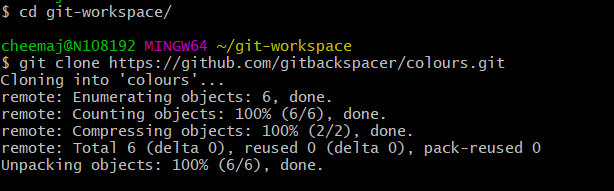 $ cd git-workspace/
cheemaj@N108192 MINGW64 ~/git-workspace
$ git clone https://github.com/gitbackspacer/colours.git
Cloning into 'colours'...
remote: Enumerating objects: 6, done.
remote: Counting objects: 100% (6/6), done.
remote: Compressing objects: 100% (2/2), done.
remote: Total 6 (delta 0), reused 0 (delta 0), pack-reused 0
Unpacking objects: 100% (6/6), done.